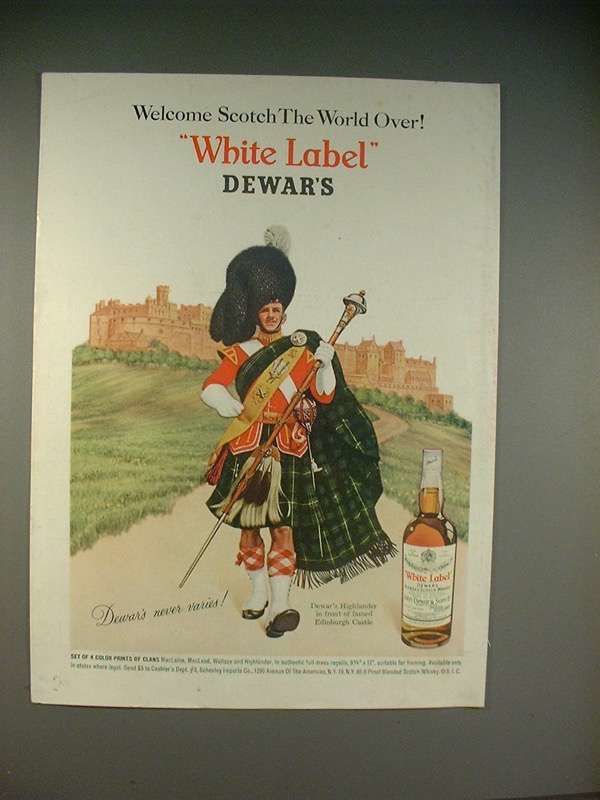 Welcome Scotch The World Over!
"White Label"
DEWAR'S
Dewar's never varies!
Dewar's Highlander
in front of famed
Edinburgh Castle
White Label
DEWAR'S
SET OF 4 COLOR PRINTS OF CLANS MacLaine, MacLeod, Wallace and Highlander, in authentic full dress regalia, 9¾" x 12", suitable for framing. Available only
in states where legal. Send $5 to Cashier's Dept. #3, Schenley Imports Co., 1290 Avenue Of The Americas, N.Y. 19, N.Y. 86.8 Proof Blended Scotch Whisky. © S.I.C.